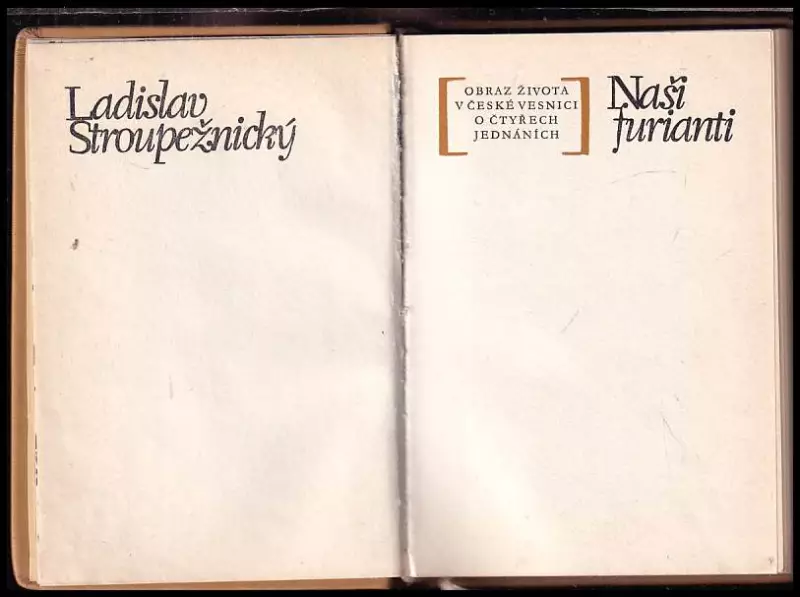 Ladislav
Stroupežnický
OBRAZ ŽIVOTA
V ČESKÉ VESNICI
O ČTYŘECH
JEDNÁNÍCH
Naši
furianti